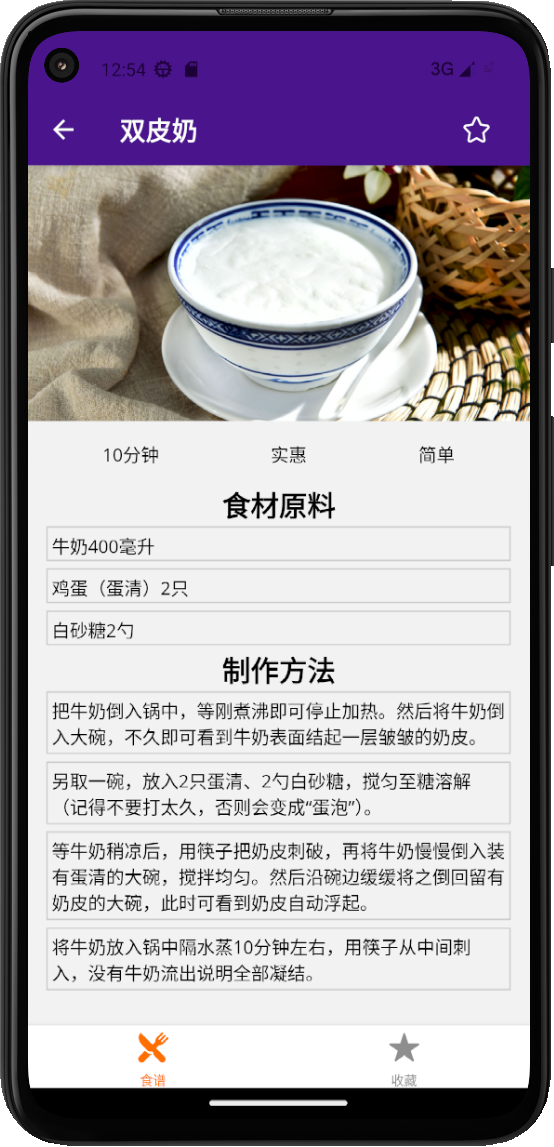 12:54
3G
双皮奶
10分钟
实惠
简单
食材原料
牛奶400毫升
鸡蛋（蛋清）2只
白砂糖2勺
制作方法
把牛奶倒入锅中，等刚煮沸即可停止加热。然后将牛奶倒
入大碗，不久即可看到牛奶表面结起一层皱皱的奶皮。
另取一碗，放入2只蛋清、2勺白砂糖，搅匀至糖溶解
（记得不要打太久，否则会变成“蛋泡”）。
等牛奶稍凉后，用筷子把奶皮刺破，再将牛奶慢慢倒入装
有蛋清的大碗，搅拌均匀。然后沿碗边缓缓将之倒回留有
奶皮的大碗，此时可看到奶皮自动浮起。
将牛奶放入锅中隔水蒸10分钟左右，用筷子从中间刺
入，没有牛奶流出说明全部凝结。
食谱
收藏